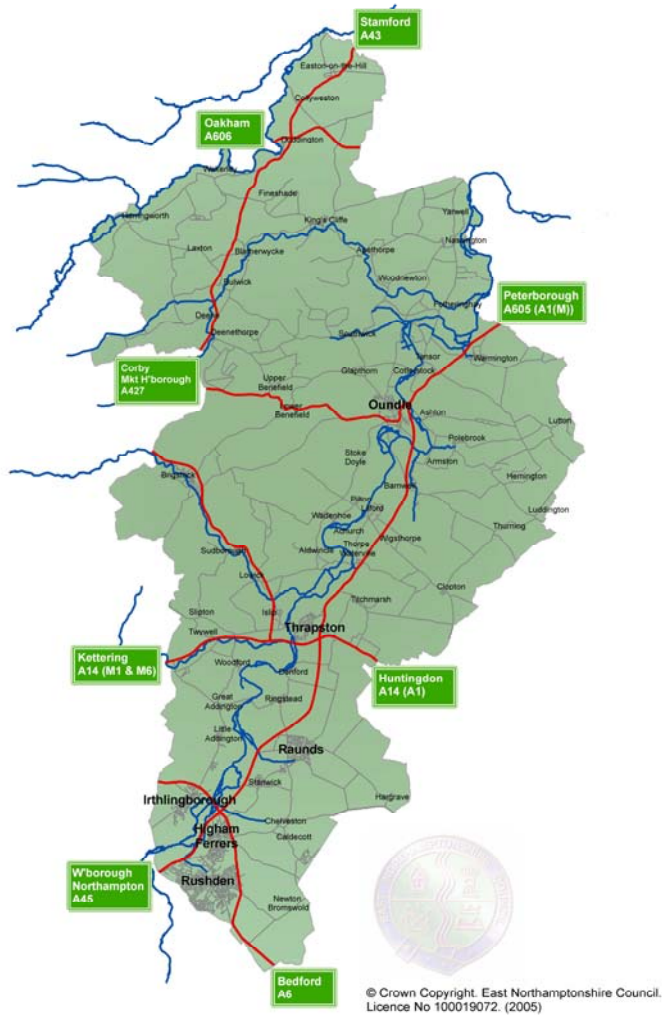 Stamford
A43
Easton-on-the-Hill
Collyweston
Oakham
A606
Duddington
Wakerley
Fineshade
Harringworth
King's Cliffe
Yarwell
Nassington
Laxton
Blatherwycke
Apethorpe
Woodnewton
Bulwick
Fotheringhay
Peterborough
A605 (A1(M))
Deene
Deenethorpe
Southwick
Tansor
Warmington
Corby
Mkt H'borough
A427
Glapthorn
Cotterstock
Upper
Benefield
Lower
Benefield
Oundle
Ashton
Lutton
Polebrook
Stoke
Doyle
Armston
Hemington
Brigstock
Barnwell
Luddington
Pilton
Lilford
Wadenhoe
Thurning
Achurch
Wigsthorpe
Thorpe
Waterville
Aldwincle
Sudborough
Lowick
Clopton
Titchmarsh
Slipton
Islip
Thrapston
Twywell
Kettering
A14 (M1 & M6)
Woodford
Denford
Huntingdon
A14 (A1)
Great
Addington
Ringstead
Little
Addington
Raunds
Stanwick
Hargrave
Irthlingborough
Chelveston
Higham
Ferrers
Caldecott
W'borough
Northampton
A45
Rushden
Newton
Bromswold
Bedford
A6
© Crown Copyright. East Northamptonshire Council.
Licence No 100019072. (2005)